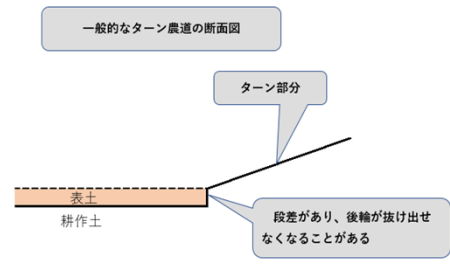 一般的なターン農道の断面図
ターン部分
表土
耕作土
段差があり、後輪が抜け出せ
なくなることがある